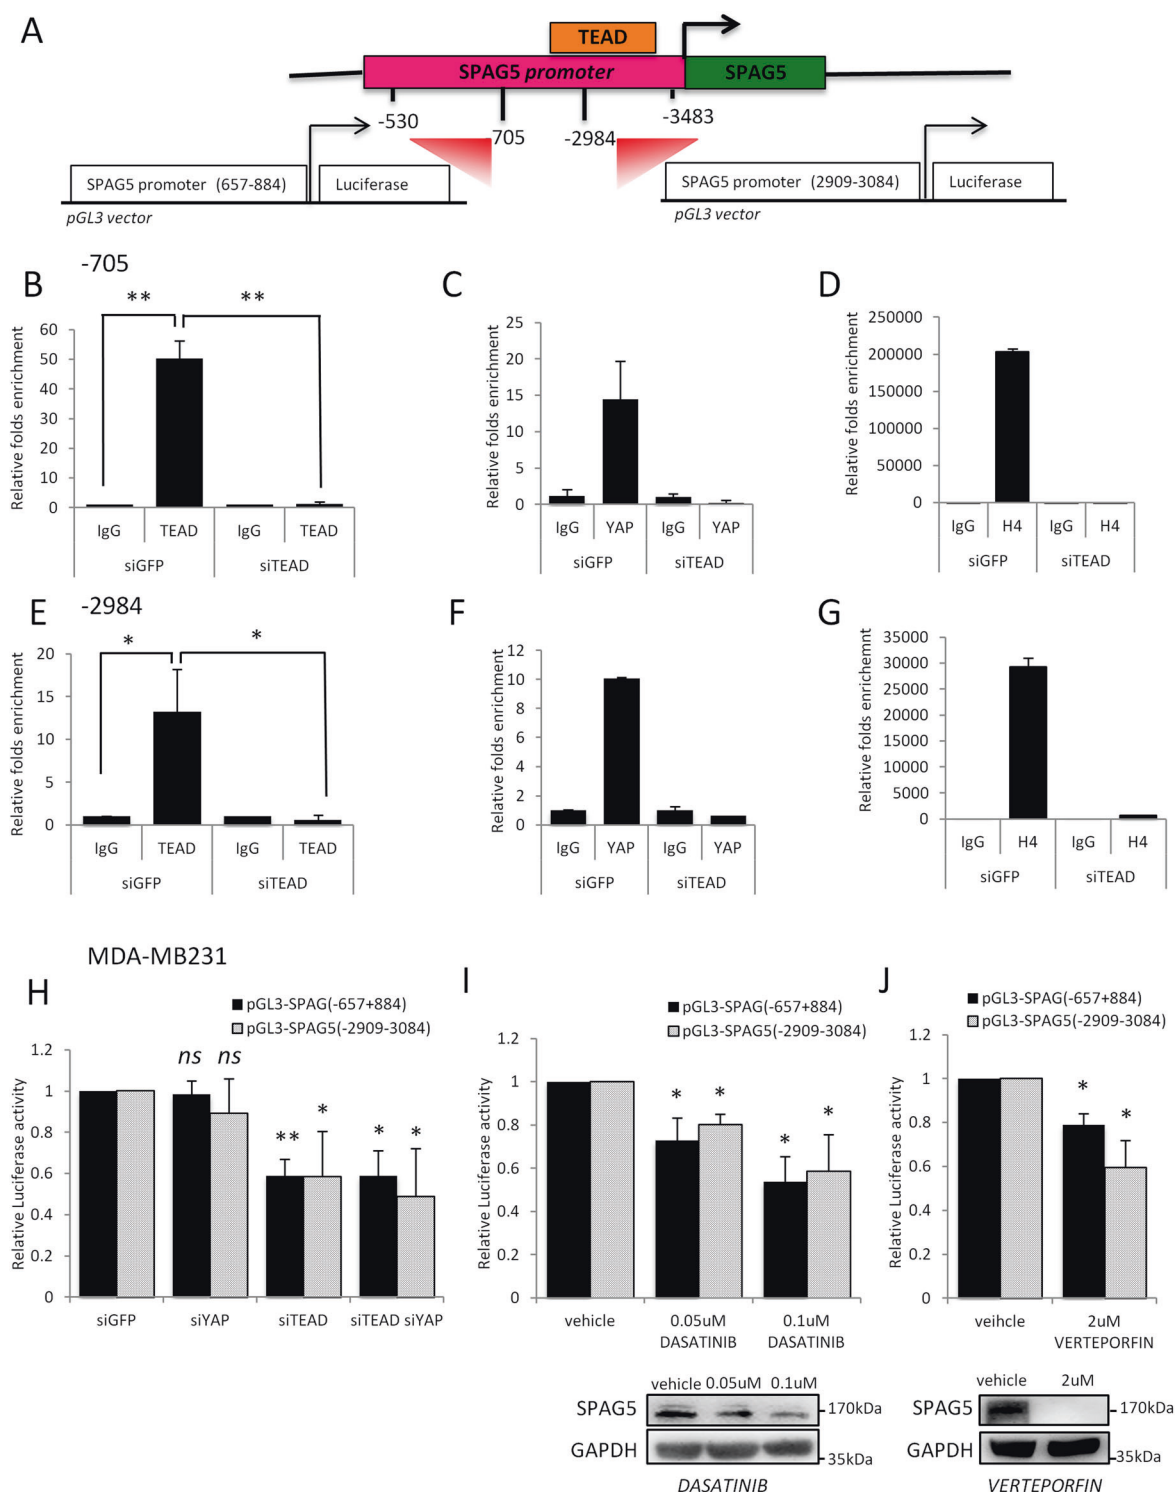 A
TEAD
SPAG5 promoter
SPAG5
-530
705
-2984
-3483
SPAG5 promoter (657-884)
Luciferase
pGL3 vector
SPAG5 promoter (2909-3084)
Luciferase
pGL3 vector
-705
B
**
**
Relative folds enrichment
70
60
50
40
30
20
10
0
IgG
TEAD
IgG
TEAD
siGFP
siTEAD
C
Relative folds enrichment
25
20
15
10
5
0
IgG
YAP
IgG
YAP
siGFP
siTEAD
D
Relative folds enrichment
250000
200000
150000
100000
50000
0
IgG
H4
IgG
H4
siGFP
siTEAD
-2984
E
*
*
Relative folds enrichment
20
15
10
5
0
IgG
TEAD
IgG
TEAD
siGFP
siTEAD
F
Relative folds enrichment
12
10
8
6
4
2
0
IgG
YAP
IgG
YAP
siGFP
siTEAD
G
Relative folds enrichemnt
35000
30000
25000
20000
15000
10000
5000
0
IgG
H4
IgG
H4
siGFP
siTEAD
MDA-MB231
H
pGL3-SPAG(-657+884)
pGL3-SPAG5(-2909-3084)
Relative Luciferase activity
1.2
1
0.8
0.6
0.4
0.2
0
ns
ns
**
*
*
*
siGFP
siYAP
siTEAD
siTEAD siYAP
I
pGL3-SPAG(-657+884)
pGL3-SPAG5(-2909-3084)
Relative Luciferase activity
1.2
1
0.8
0.6
0.4
0.2
0
*
*
*
*
vehicle
0.05uM
DASATINIB
0.1uM
DASATINIB
vehicle
0.05uM
0.1uM
SPAG5
170kDa
GAPDH
35kDa
DASATINIB
J
pGL3-SPAG(-657+884)
pGL3-SPAG5(-2909-3084)
Relative Luciferase activity
1.2
1
0.8
0.6
0.4
0.2
0
*
*
veihcle
2uM
VERTEPORFIN
vehicle
2uM
SPAG5
170kDa
GAPDH
35kDa
VERTEPORFIN